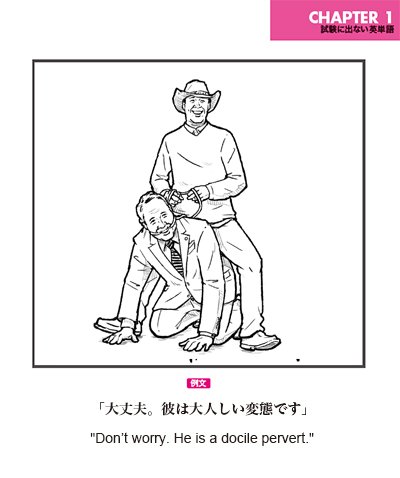 CHAPTER 1
試験に出ない英単語
例文
「大丈夫。彼は大人しい変態です」
"Don't worry. He is a docile pervert."